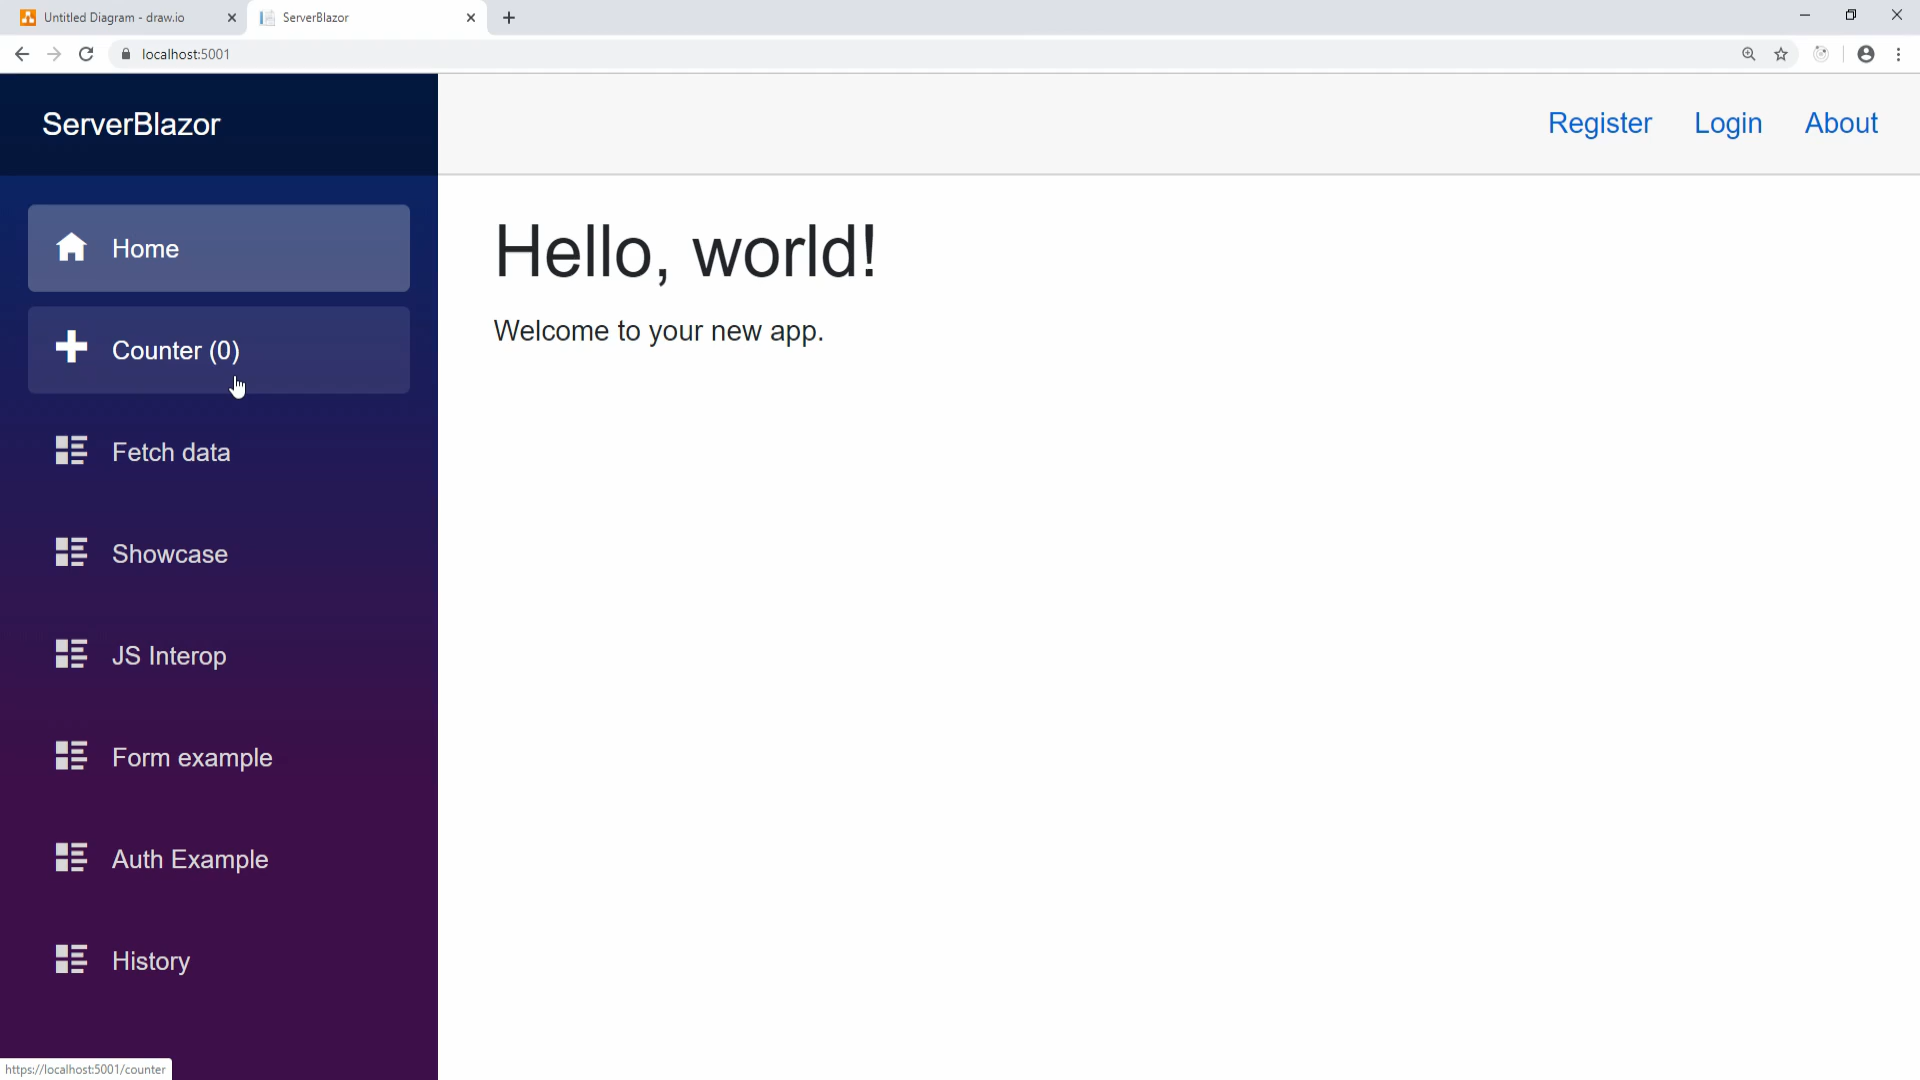 Untitled Diagram - draw.io
ServerBlazor
localhost:5001
ServerBlazor
Register Login About
Home
Counter (0)
Fetch data
Showcase
JS Interop
Form example
Auth Example
History
Hello, world!
Welcome to your new app.
https://localhost:5001/counter